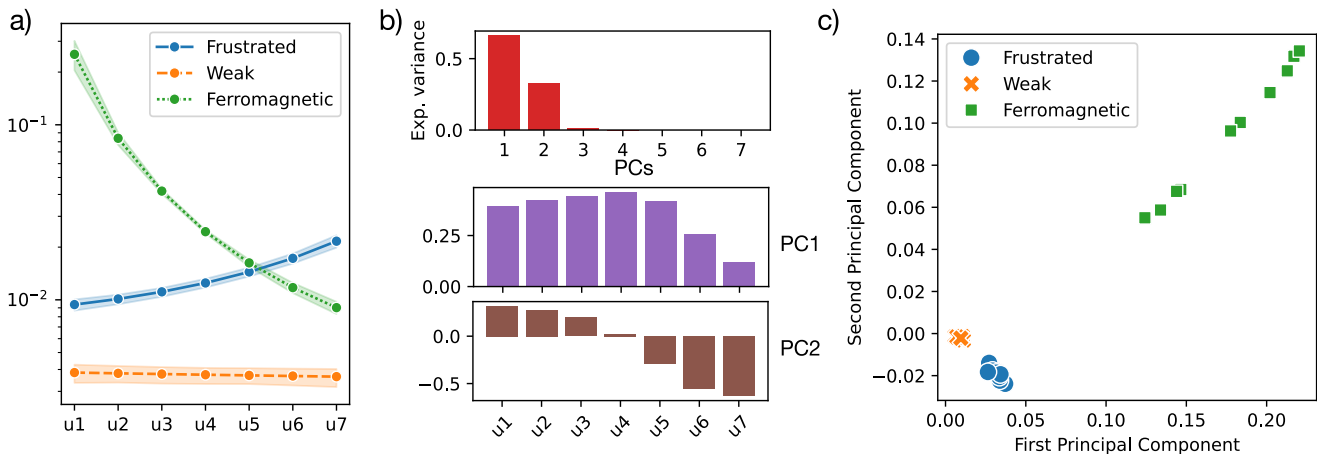 a)
Frustrated
Weak
Ferromagnetic
10⁻¹
10⁻²
u1 u2 u3 u4 u5 u6 u7
b)
Exp. variance
0.5
0.0
1 2 3 4 5 6 7
PCs
0.25
0.00
PC1
0.0
−0.5
PC2
u1 u2 u3 u4 u5 u6 u7
c)
Second Principal Component
0.14
0.12
0.10
0.08
0.06
0.04
0.02
0.00
−0.02
Frustrated
Weak
Ferromagnetic
0.00 0.05 0.10 0.15 0.20
First Principal Component